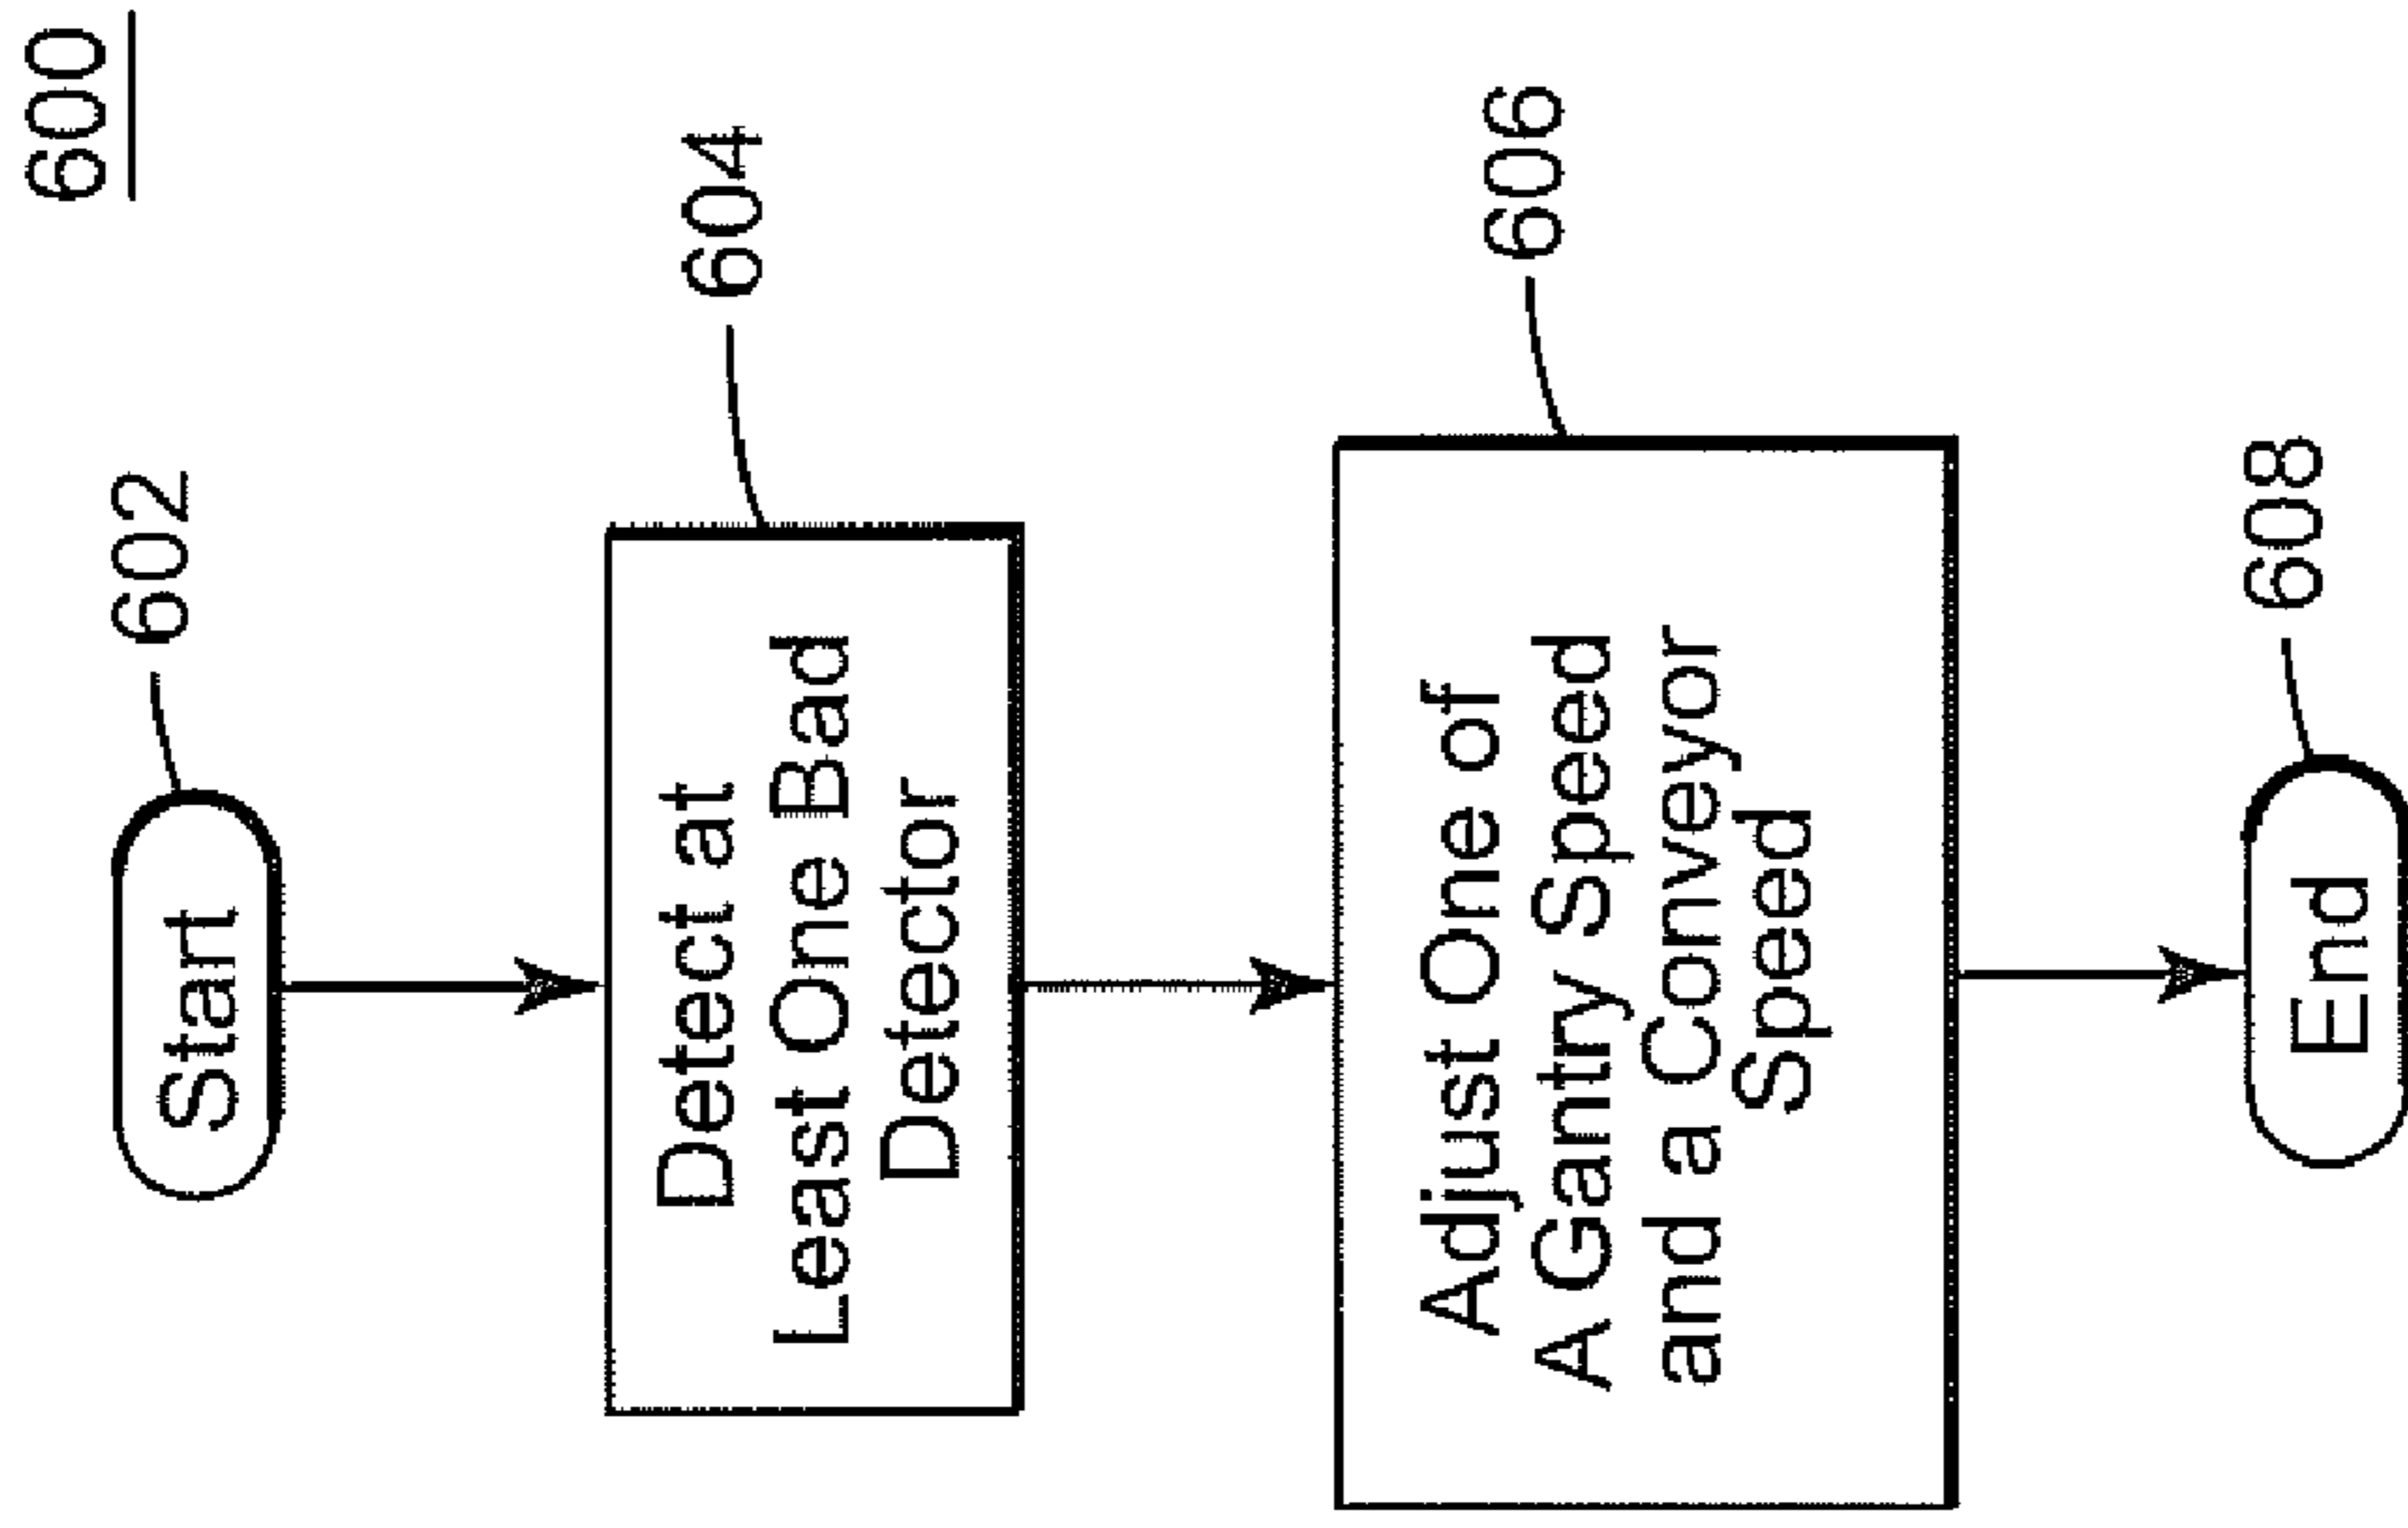 600
Start
602
Detect at
Least One Bad
Detector
604
Adjust One of
A Gantry Speed
and a Conveyor
Speed
606
End
608